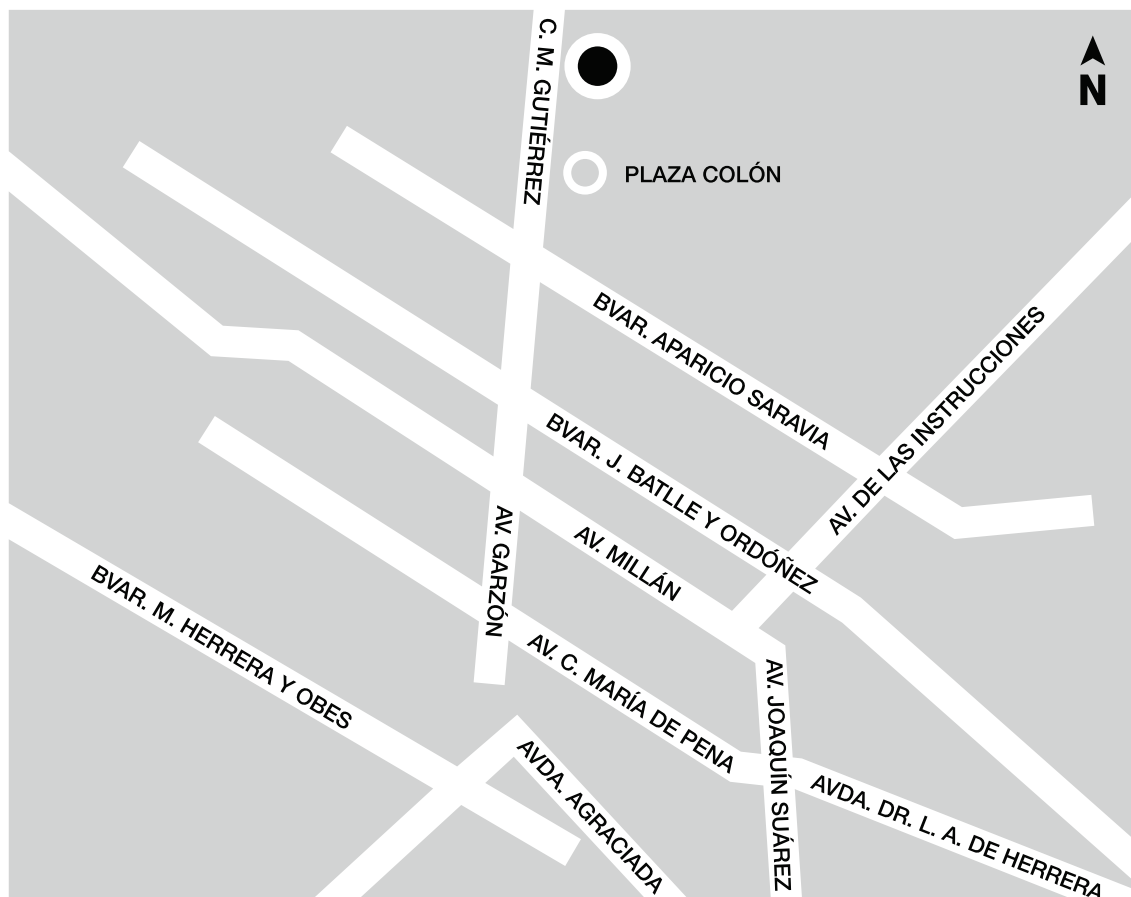 C. M. GUTIÉRREZ
N
PLAZA COLÓN
BVAR. APARICIO SARAVIA
AV. DE LAS INSTRUCCIONES
BVAR. J. BATLLE Y ORDÓÑEZ
AV. GARZÓN
AV. MILLÁN
BVAR. M. HERRERA Y OBES
AV. C. MARÍA DE PENA
AV. JOAQUÍN SUÁREZ
AVDA. AGRACIADA
AVDA. DR. L. A. DE HERRERA